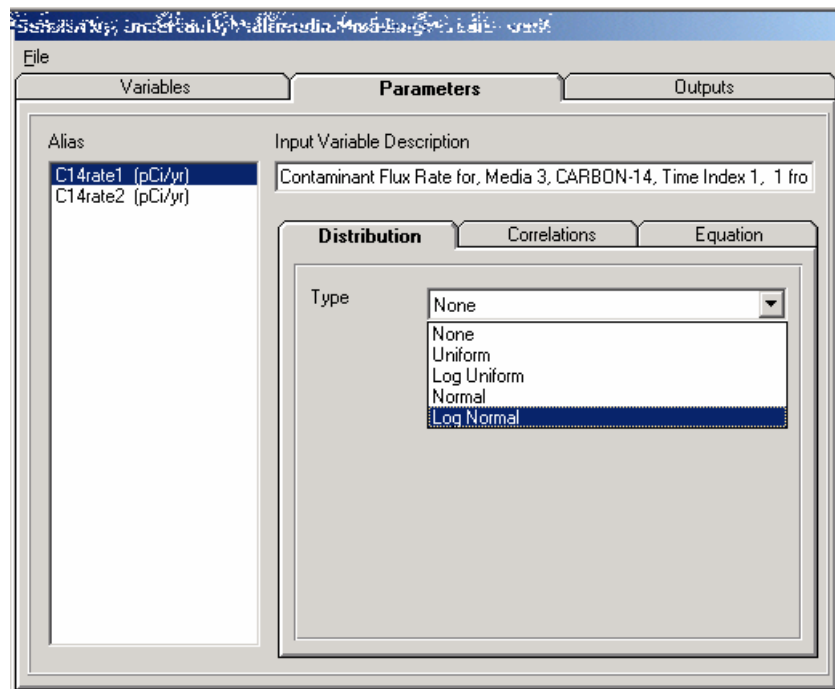 File
Variables
Parameters
Outputs
Alias
Input Variable Description
C14rate1 (pCi/yr)
C14rate2 (pCi/yr)
Contaminant Flux Rate for, Media 3, CARBON-14, Time Index 1, 1 fro
Distribution
Correlations
Equation
Type
None
None
Uniform
Log Uniform
Normal
Log Normal